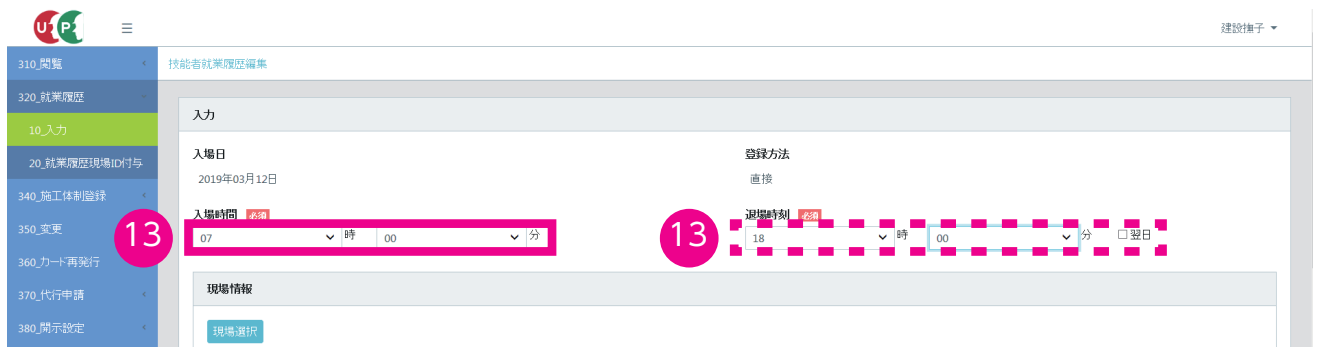 建設撫子
310_閲覧
320_就業履歴
10_入力
20_就業履歴現場ID付与
340_施工体制登録
350_変更
360_カード再発行
370_代行申請
380_開示設定
技能者就業履歴編集
入力
入場日
2019年03月12日
登録方法
直接
入場時間 必須
13
07 時 00 分
退場時刻 必須
13
18 時 00 分 翌日
現場情報
現場選択